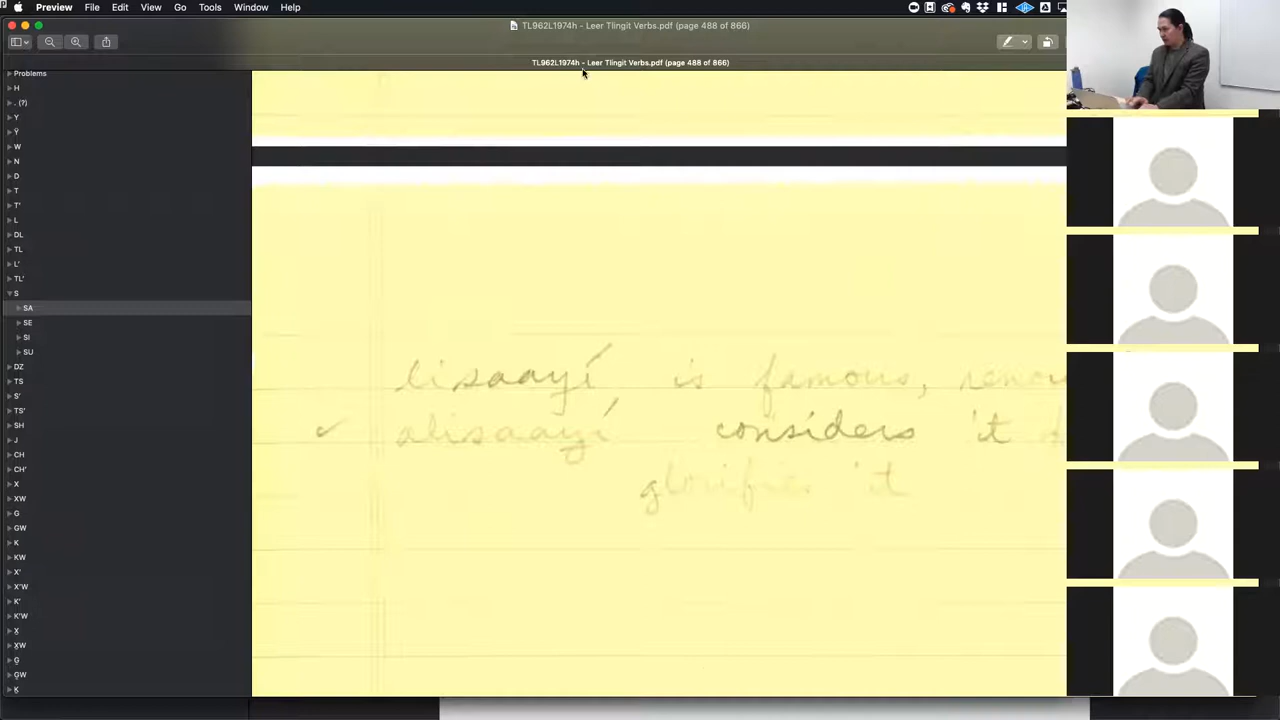 Preview File Edit View Go Tools Window Help
TL962L1974h - Leer Tlingit Verbs.pdf (page 488 of 866)
TL962L1974h - Leer Tlingit Verbs.pdf (page 488 of 866)
Problems
H
. (?)
Y
Ÿ
W
N
D
T
T'
L
DL
TL
L'
TL'
S
SA
SE
SI
SU
DZ
TS
S'
TS'
SH
J
CH
CH'
X
XW
G
GW
K
KW
X'
X'W
K'
K'W
X̱
X̱W
G̱
G̱W
Ḵ
lisaayí is famous,
alisaayí considers it
glorifies it